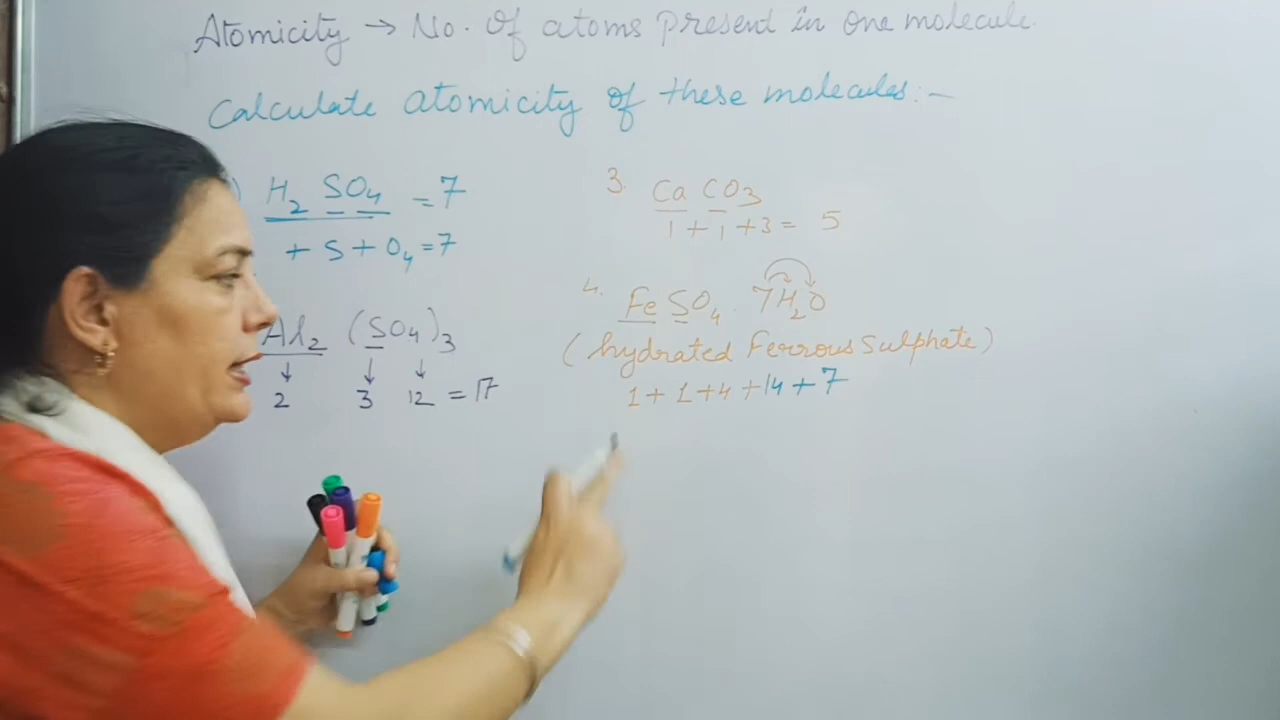 Atomicity → No. Of atoms present in one molecule.
Calculate atomicity of these molecules:-
) H2 SO4 = 7
+ S + O4 = 7
Al2 (SO4)3
↓ ↓ ↓
2 3 12 = 17
3. Ca CO3
1 + 1 + 3 = 5
4. Fe SO4. 7H2O
(hydrated Ferrous Sulphate)
1 + 1 + 4 + 14 + 7